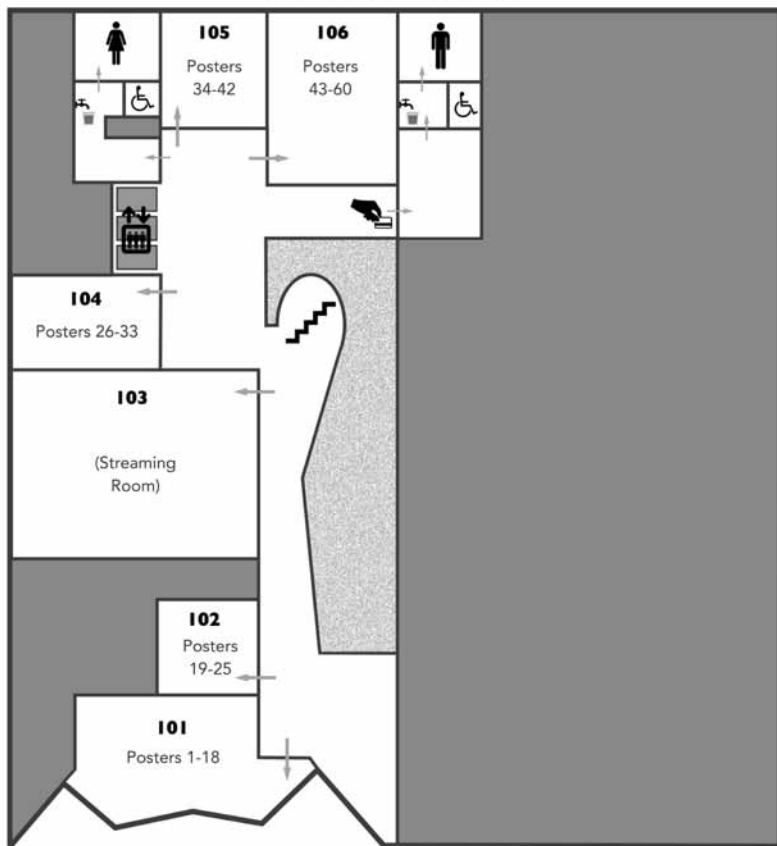 105
Posters
34-42
106
Posters
43-60
104
Posters 26-33
103
(Streaming
Room)
102
Posters
19-25
101
Posters 1-18